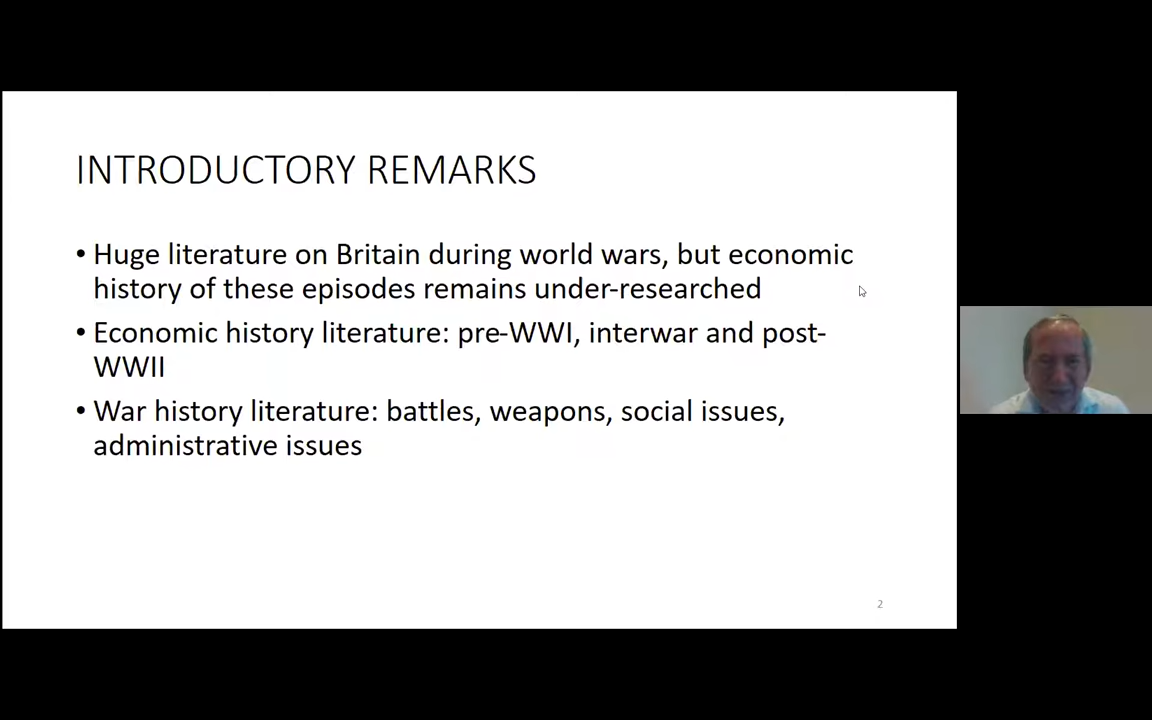 INTRODUCTORY REMARKS
• Huge literature on Britain during world wars, but economic
history of these episodes remains under-researched
• Economic history literature: pre-WWI, interwar and post-
WWII
• War history literature: battles, weapons, social issues,
administrative issues
2